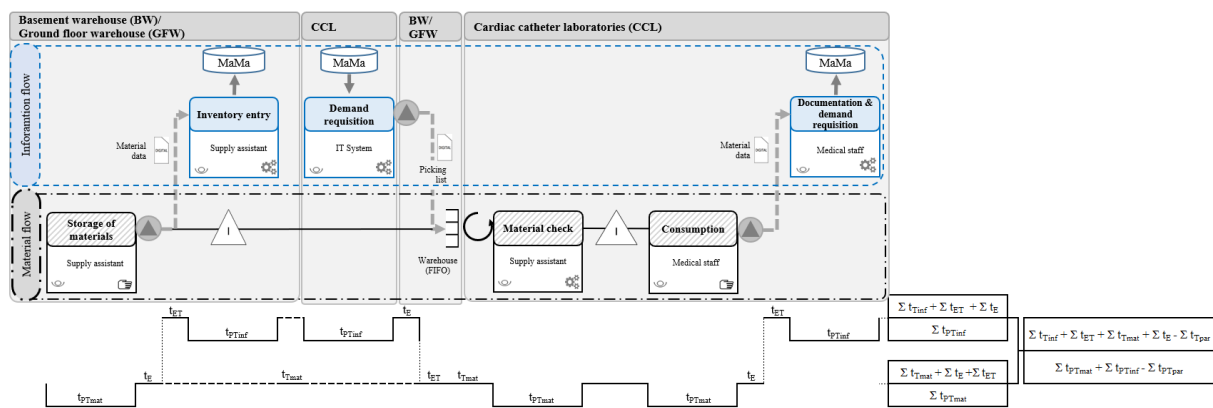 Basement warehouse (BW)/
Ground floor warehouse (GFW)
CCL
BW/
GFW
Cardiac catheter laboratories (CCL)
Inforamtion flow
MaMa
MaMa
MaMa
Inventory entry
Supply assistant
Demand
requisition
IT System
Documentation &
demand
requisition
Medical staff
Material
data
DIGITAL
DIGITAL
Picking
list
Material
data
DIGITAL
Material flow
Storage of
materials
Supply assistant
I
Warehouse
(FIFO)
Material check
Supply assistant
I
Consumption
Medical staff
tET
tPTinf
tPTinf
tE
tET
tPTinf
Σ tTinf + Σ tET + Σ tE
Σ tPTinf
tPTmat
tE
tTmat
tET
tTmat
tPTmat
tPTmat
tE
Σ tTmat + Σ tE +Σ tET
Σ tPTmat
Σ tTinf + Σ tET + Σ tTmat + Σ tE - Σ tTpar
Σ tPTmat + Σ tPTinf - Σ tPTpar